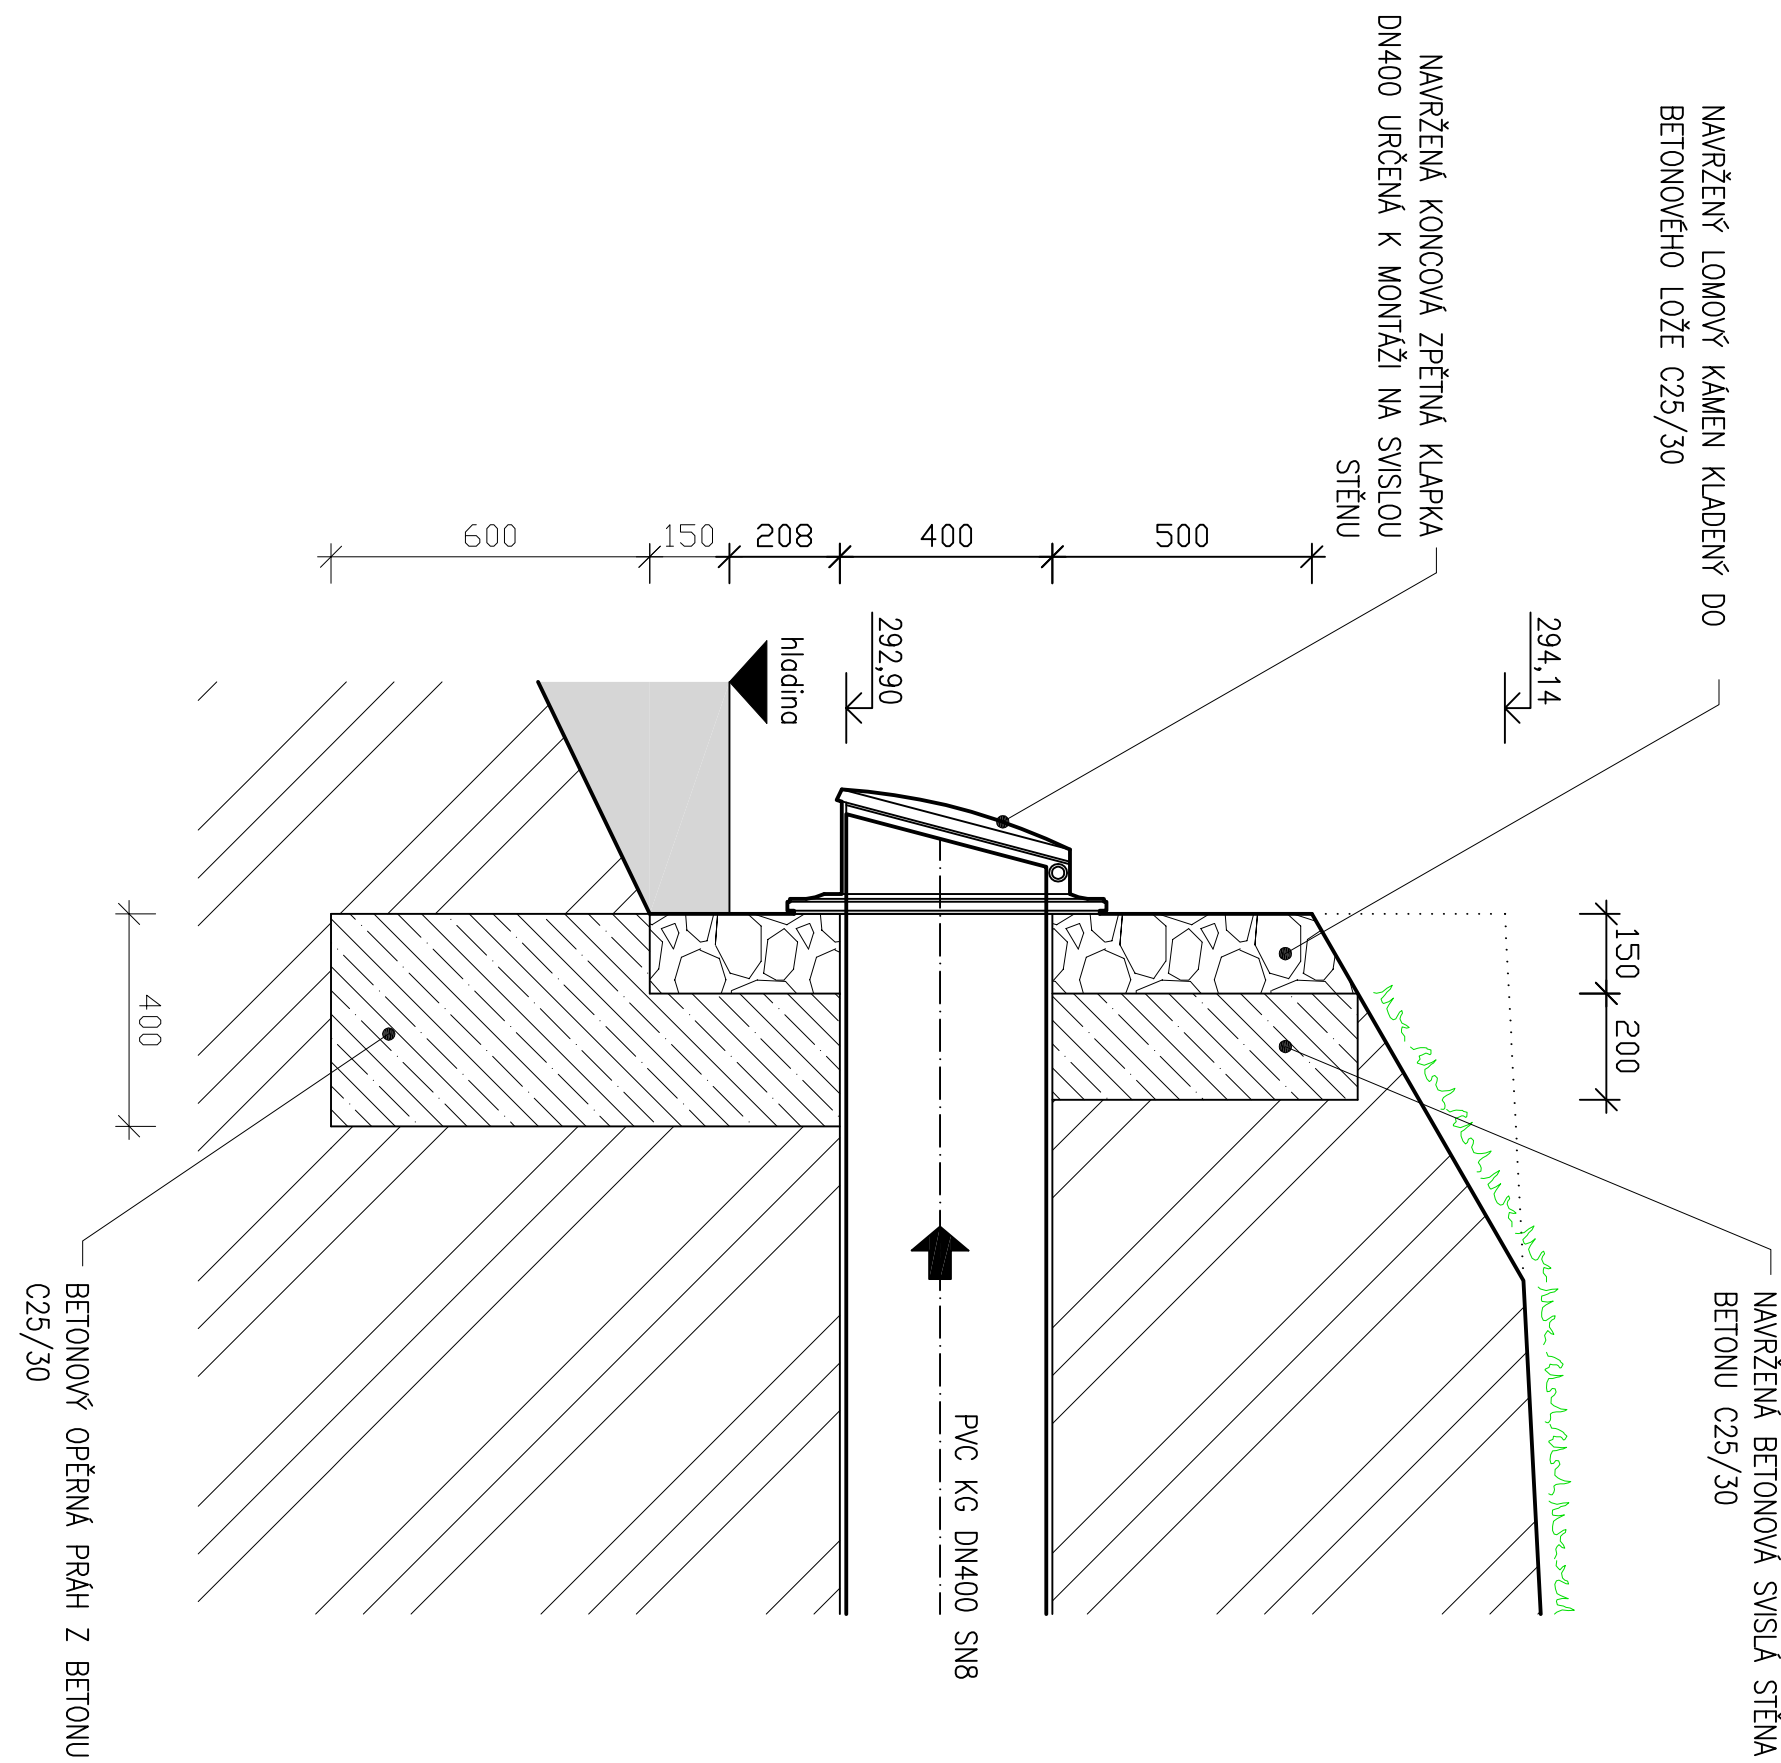 NAVRŽENÝ LOMOVÝ KÁMEN KLADENÝ DO
BETONOVÉHO LOŽE C25/30
NAVRŽENÁ KONCOVÁ ZPĚTNÁ KLAPKA
DN400 URČENÁ K MONTÁŽI NA SVISLOU
STĚNU
294,14
292,90
hladina
500
400
208
150
600
150
200
400
PVC KG DN400 SN8
NAVRŽENÁ BETONOVÁ SVISLÁ STĚNA
BETONU C25/30
BETONOVÝ OPĚRNÁ PRÁH Z BETONU
C25/30